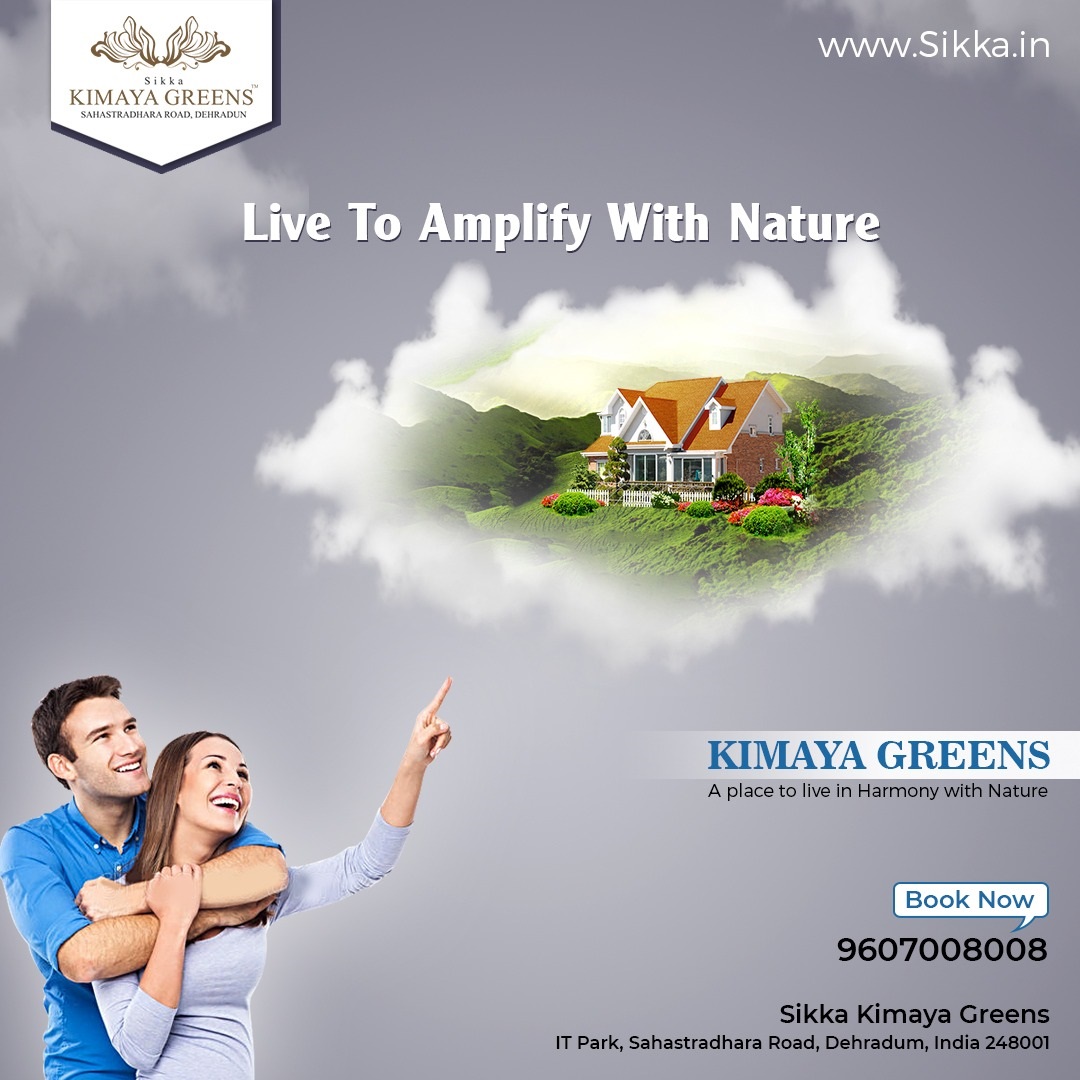 Sikka
KIMAYA GREENS™
SAHASTRADHARA ROAD, DEHRADUN
www.Sikka.in
Live To Amplify With Nature
KIMAYA GREENS
A place to live in Harmony with Nature
Book Now
9607008008
Sikka Kimaya Greens
IT Park, Sahastradhara Road, Dehradum, India 248001